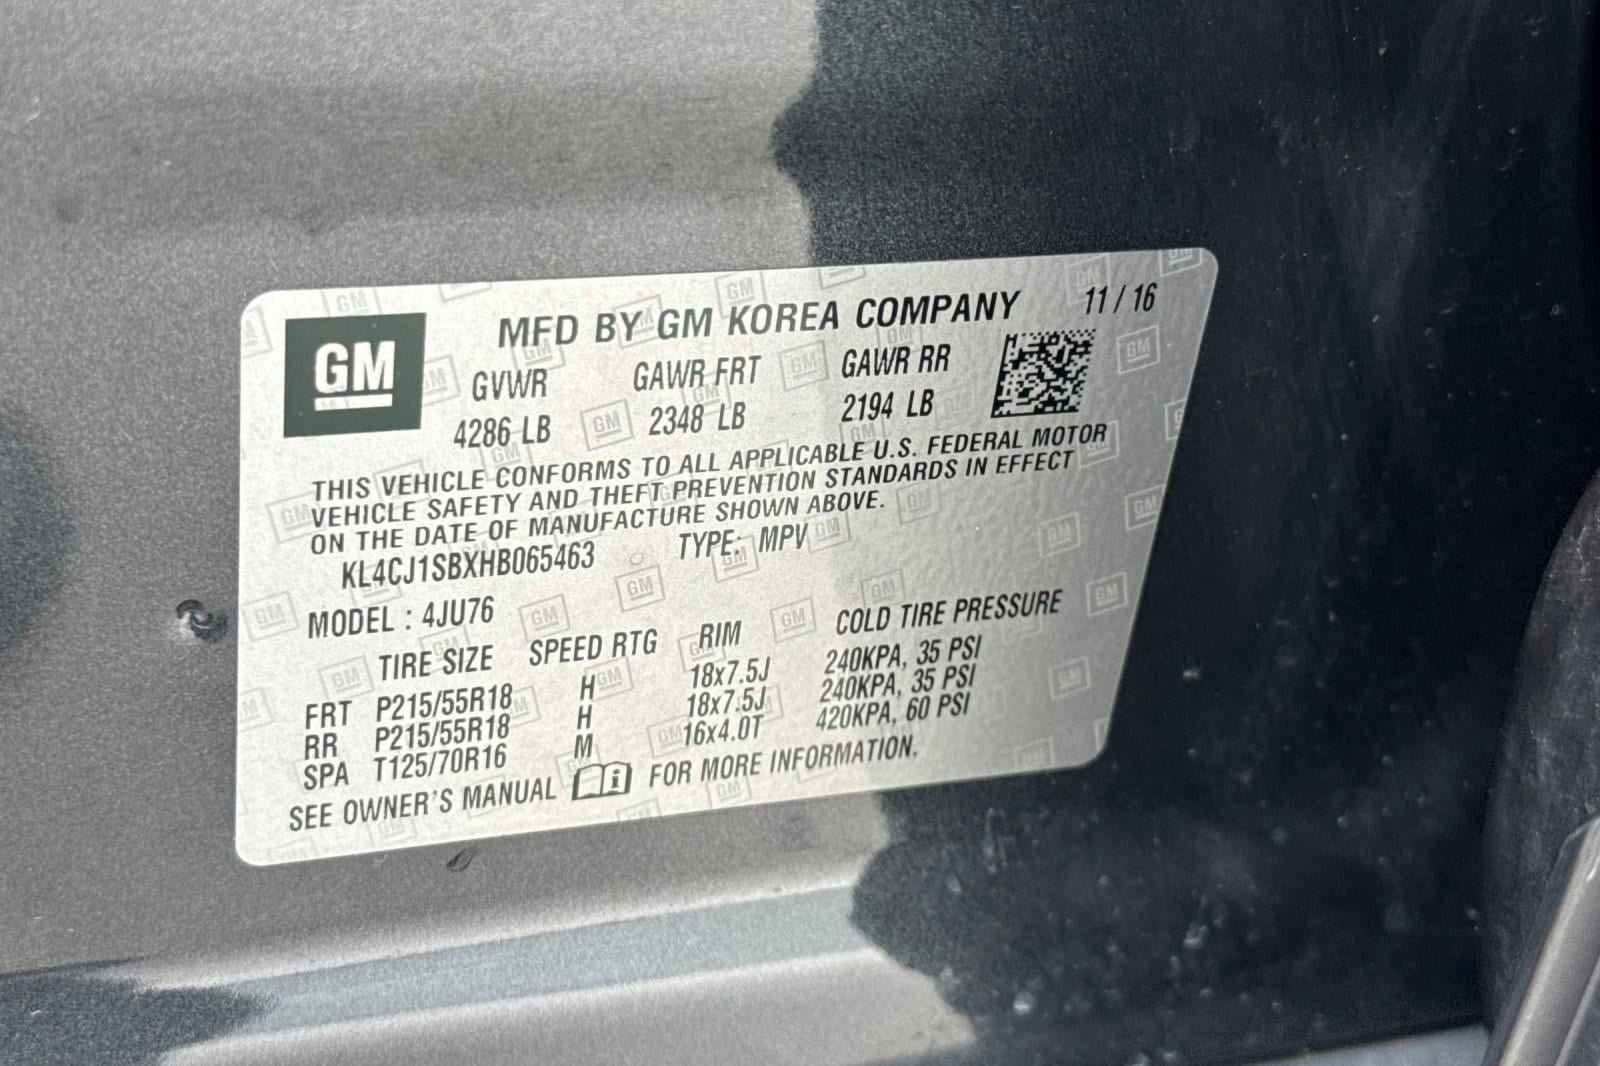 GM
MFD BY GM KOREA COMPANY 11 / 16
GVWR GAWR FRT GAWR RR
4286 LB 2348 LB 2194 LB
THIS VEHICLE CONFORMS TO ALL APPLICABLE U.S. FEDERAL MOTOR
VEHICLE SAFETY AND THEFT PREVENTION STANDARDS IN EFFECT
ON THE DATE OF MANUFACTURE SHOWN ABOVE.
KL4CJ1SBXHB065463 TYPE: MPV
MODEL : 4JU76
TIRE SIZE SPEED RTG RIM COLD TIRE PRESSURE
FRT P215/55R18 H 18x7.5J 240KPA, 35 PSI
RR P215/55R18 H 18x7.5J 240KPA, 35 PSI
SPA T125/70R16 M 16x4.0T 420KPA, 60 PSI
SEE OWNER'S MANUAL FOR MORE INFORMATION.